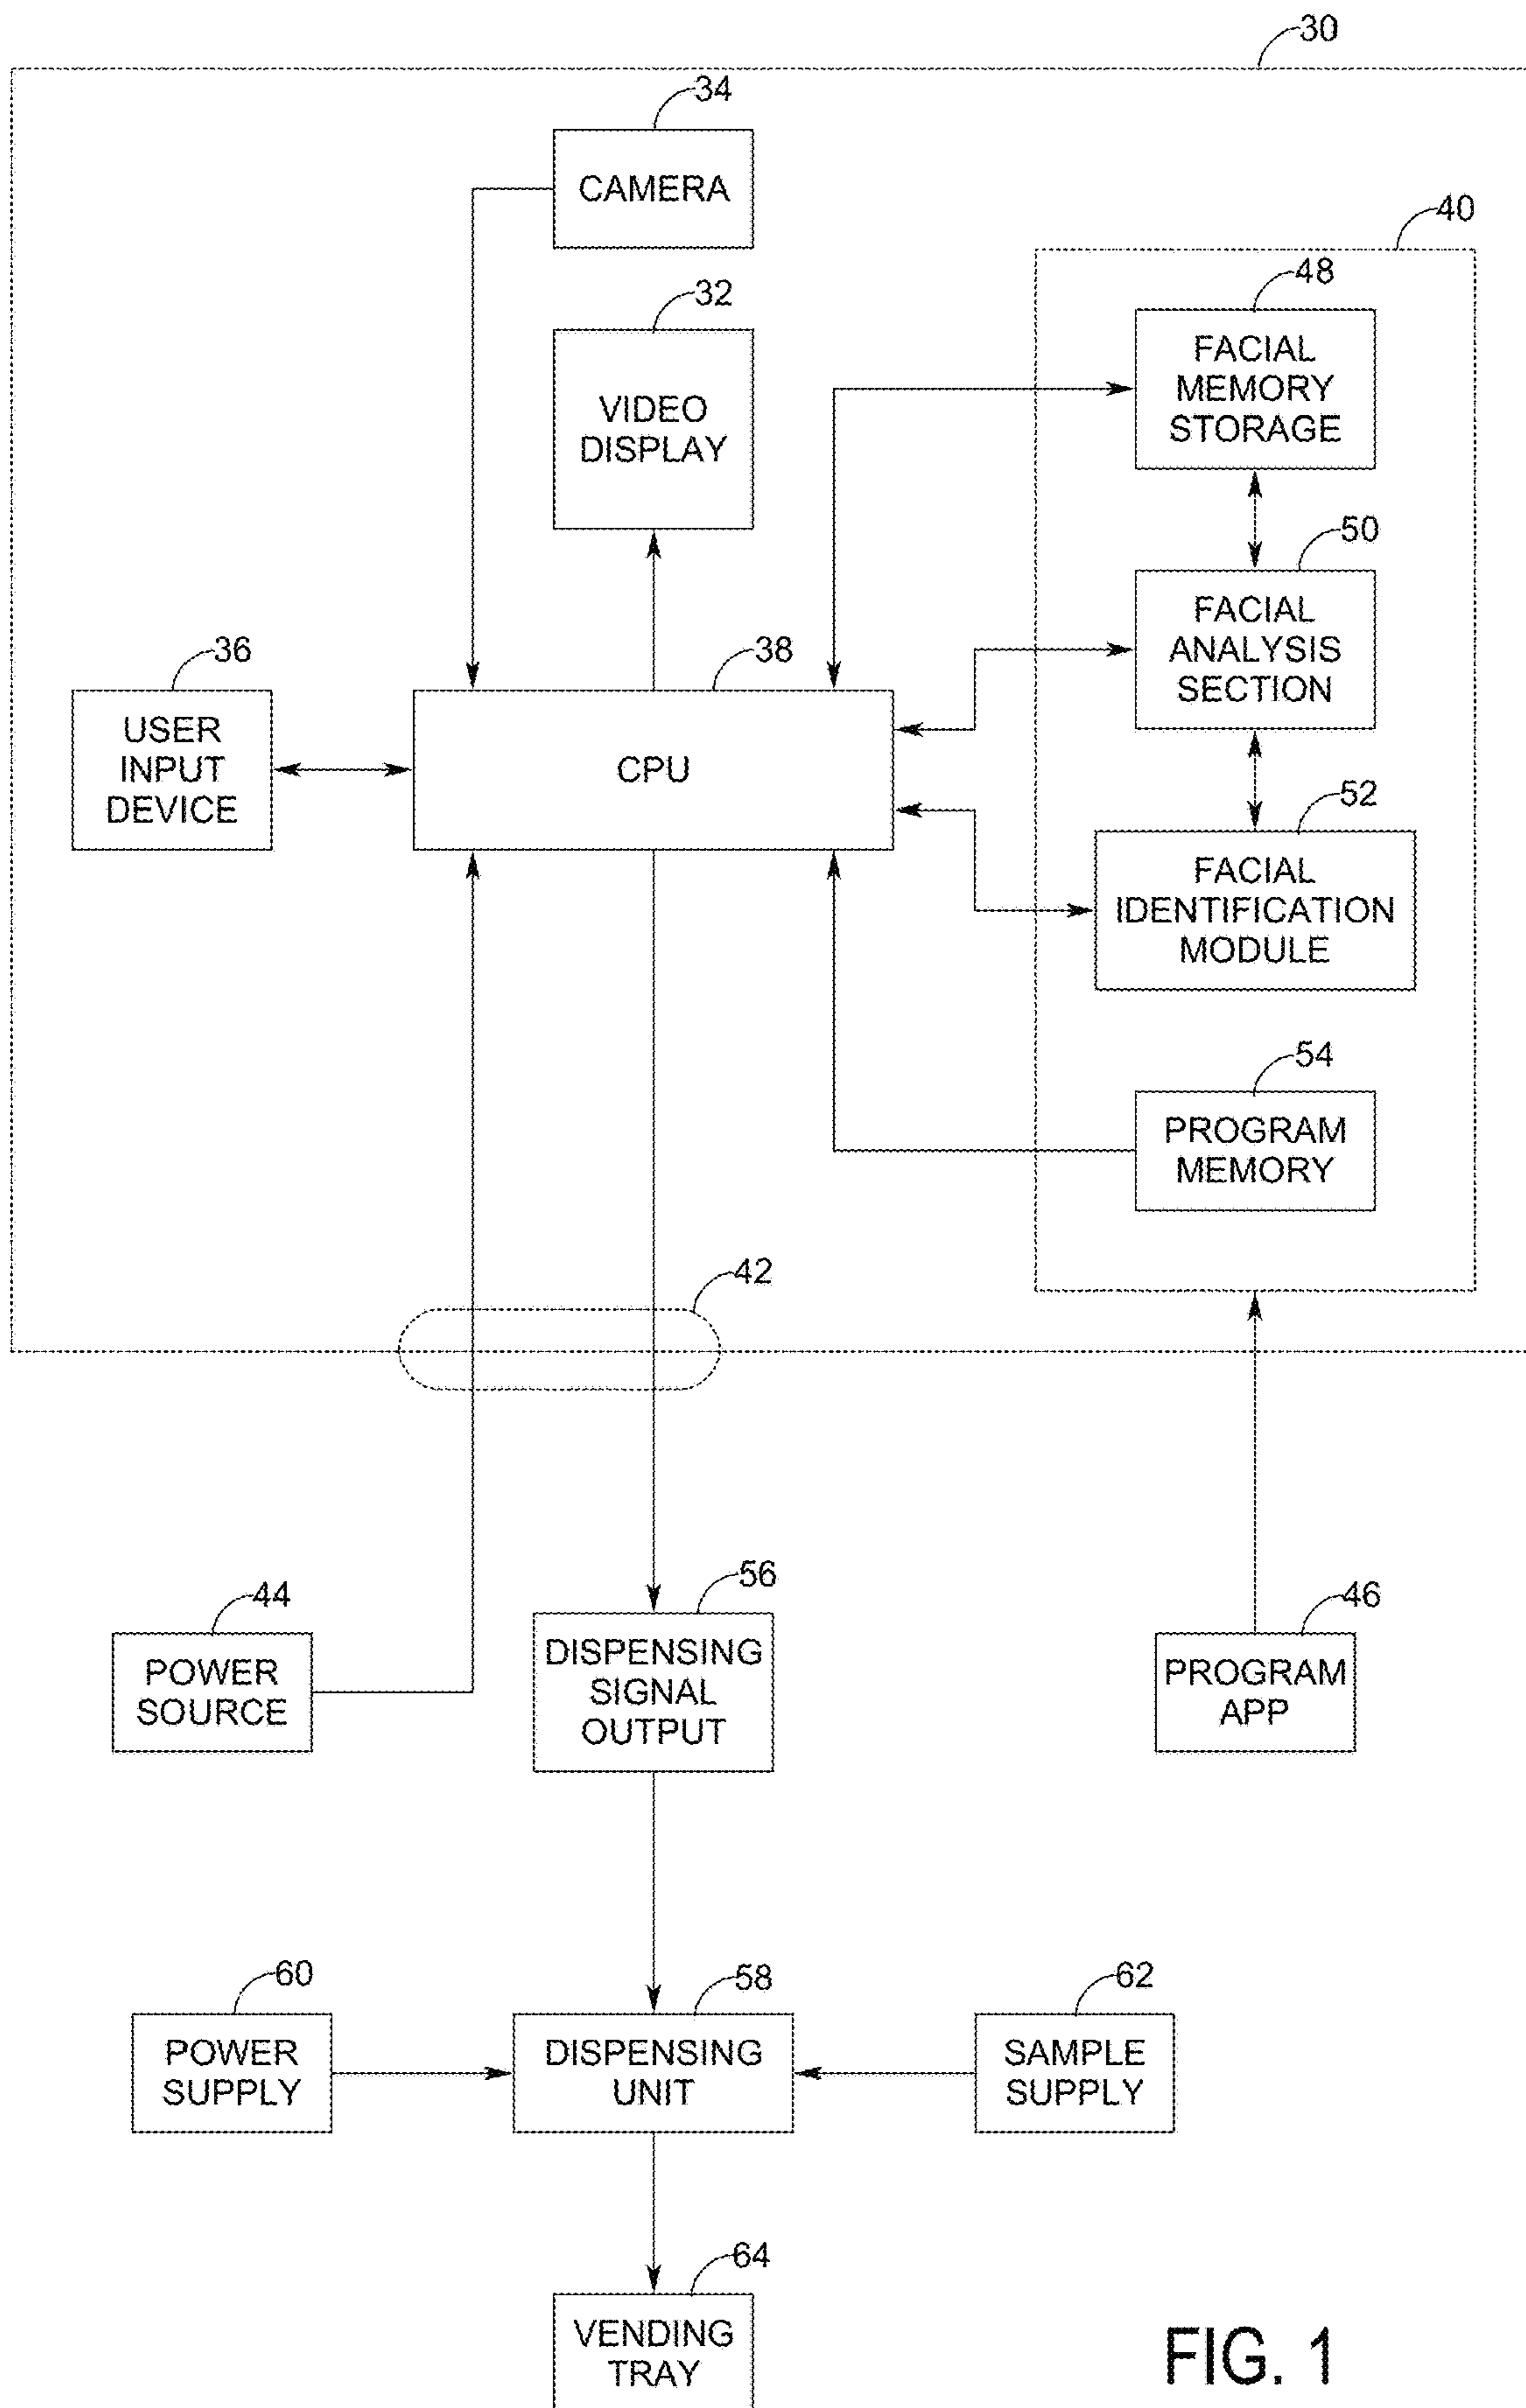 30
34
CAMERA
40
32
VIDEO
DISPLAY
48
FACIAL
MEMORY
STORAGE
50
FACIAL
ANALYSIS
SECTION
36
USER
INPUT
DEVICE
38
CPU
52
FACIAL
IDENTIFICATION
MODULE
54
PROGRAM
MEMORY
42
44
POWER
SOURCE
56
DISPENSING
SIGNAL
OUTPUT
46
PROGRAM
APP
60
POWER
SUPPLY
58
DISPENSING
UNIT
62
SAMPLE
SUPPLY
64
VENDING
TRAY
FIG. 1